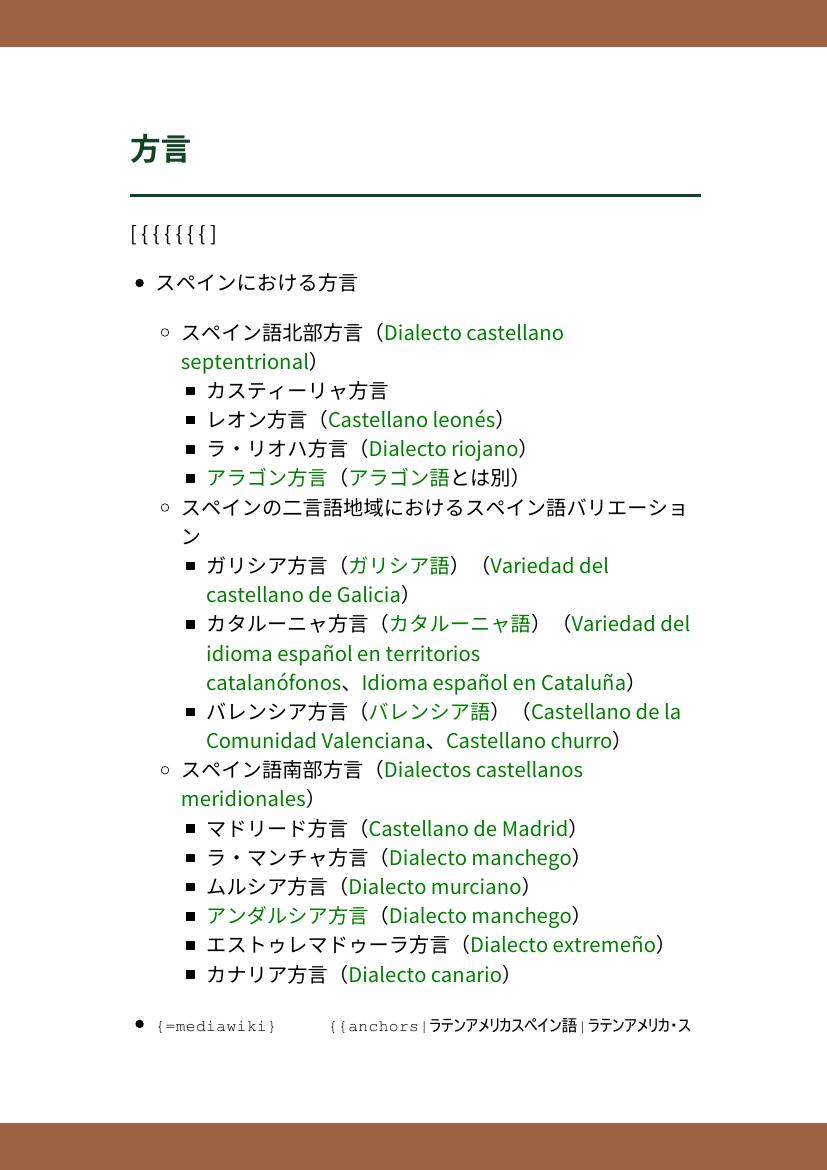 方言
[{{{{{{{]
スペインにおける方言
スペイン語北部方言（Dialecto castellano
septentrional）
カスティーリャ方言
レオン方言（Castellano leonés）
ラ・リオハ方言（Dialecto riojano）
アラゴン方言（アラゴン語とは別）
スペインの二言語地域におけるスペイン語バリエーショ
ン
ガリシア方言（ガリシア語）（Variedad del
castellano de Galicia）
カタルーニャ方言（カタルーニャ語）（Variedad del
idioma español en territorios
catalanófonos、Idioma español en Cataluña）
バレンシア方言（バレンシア語）（Castellano de la
Comunidad Valenciana、Castellano churro）
スペイン語南部方言（Dialectos castellanos
meridionales）
マドリード方言（Castellano de Madrid）
ラ・マンチャ方言（Dialecto manchego）
ムルシア方言（Dialecto murciano）
アンダルシア方言（Dialecto manchego）
エストゥレマドゥーラ方言（Dialecto extremeño）
カナリア方言（Dialecto canario）
{=mediawiki} {{anchors|ラテンアメリカスペイン語|ラテンアメリカ・ス